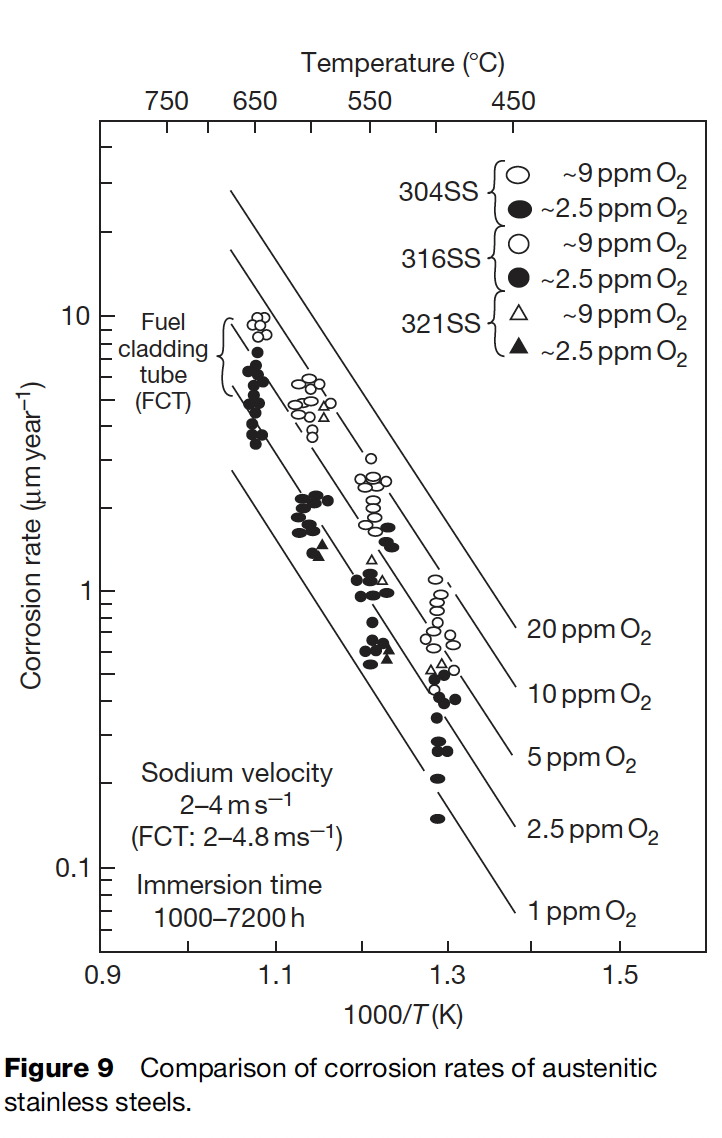 Temperature (°C)
750 650 550 450
304SS
~9 ppm O₂
~2.5 ppm O₂
316SS
~9 ppm O₂
~2.5 ppm O₂
321SS
~9 ppm O₂
~2.5 ppm O₂
Corrosion rate (μm year⁻¹)
10
1
0.1
Fuel
cladding
tube
(FCT)
20 ppm O₂
10 ppm O₂
5 ppm O₂
2.5 ppm O₂
1 ppm O₂
Sodium velocity
2–4 m s⁻¹
(FCT: 2–4.8 ms⁻¹)
Immersion time
1000–7200 h
0.9 1.1 1.3 1.5
1000/T (K)
Figure 9 Comparison of corrosion rates of austenitic
stainless steels.